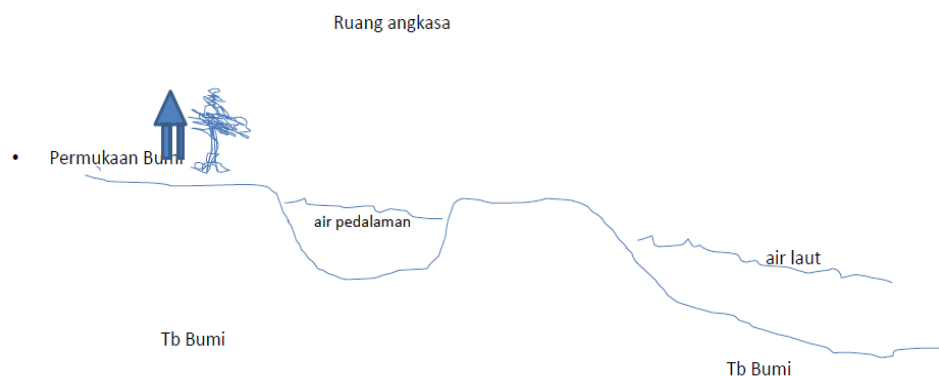 Ruang angkasa
• Permukaan Bumi
air pedalaman
air laut
Tb Bumi
Tb Bumi